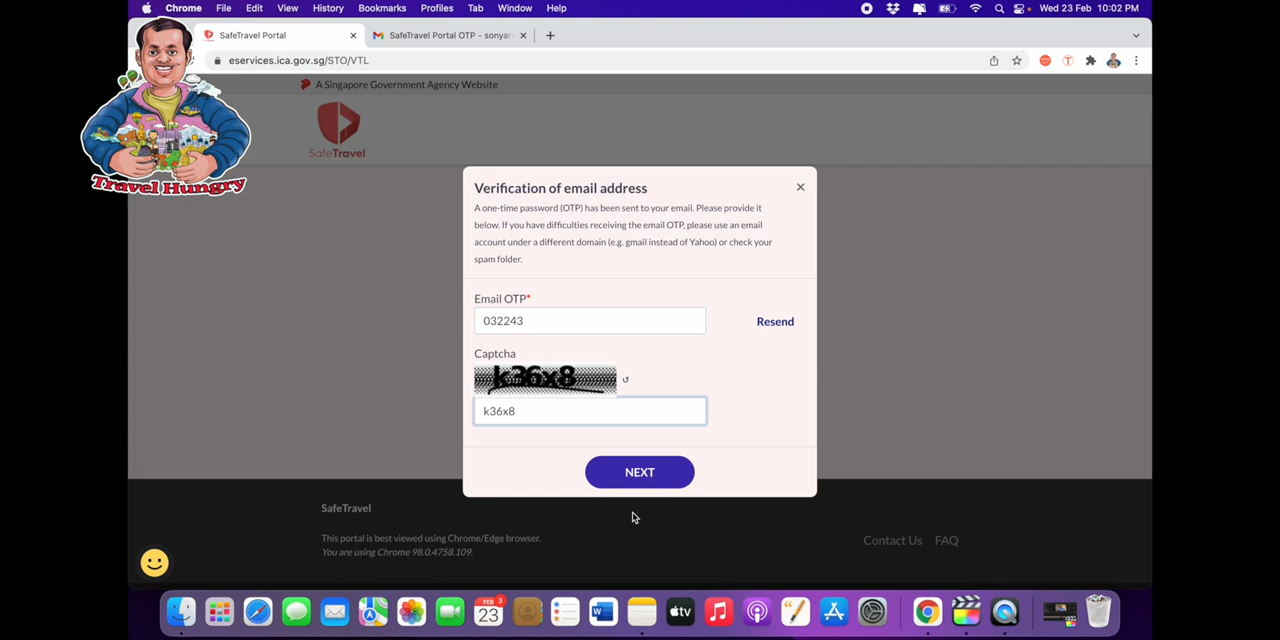 Chrome File Edit View History Bookmarks Profiles Tab Window Help Wed 23 Feb 10:02 PM
SafeTravel Portal SafeTravel Portal OTP - sonyar
eservices.ica.gov.sg/STO/VTL
A Singapore Government Agency Website
SafeTravel
Travel Hungry
Verification of email address
A one-time password (OTP) has been sent to your email. Please provide it
below. If you have difficulties receiving the email OTP, please use an email
account under a different domain (e.g. gmail instead of Yahoo) or check your
spam folder.
Email OTP*
032243 Resend
Captcha
k36x8
k36x8
NEXT
SafeTravel
This portal is best viewed using Chrome/Edge browser.
You are using Chrome 98.0.4758.109.
Contact Us FAQ
FEB 3
23
tv